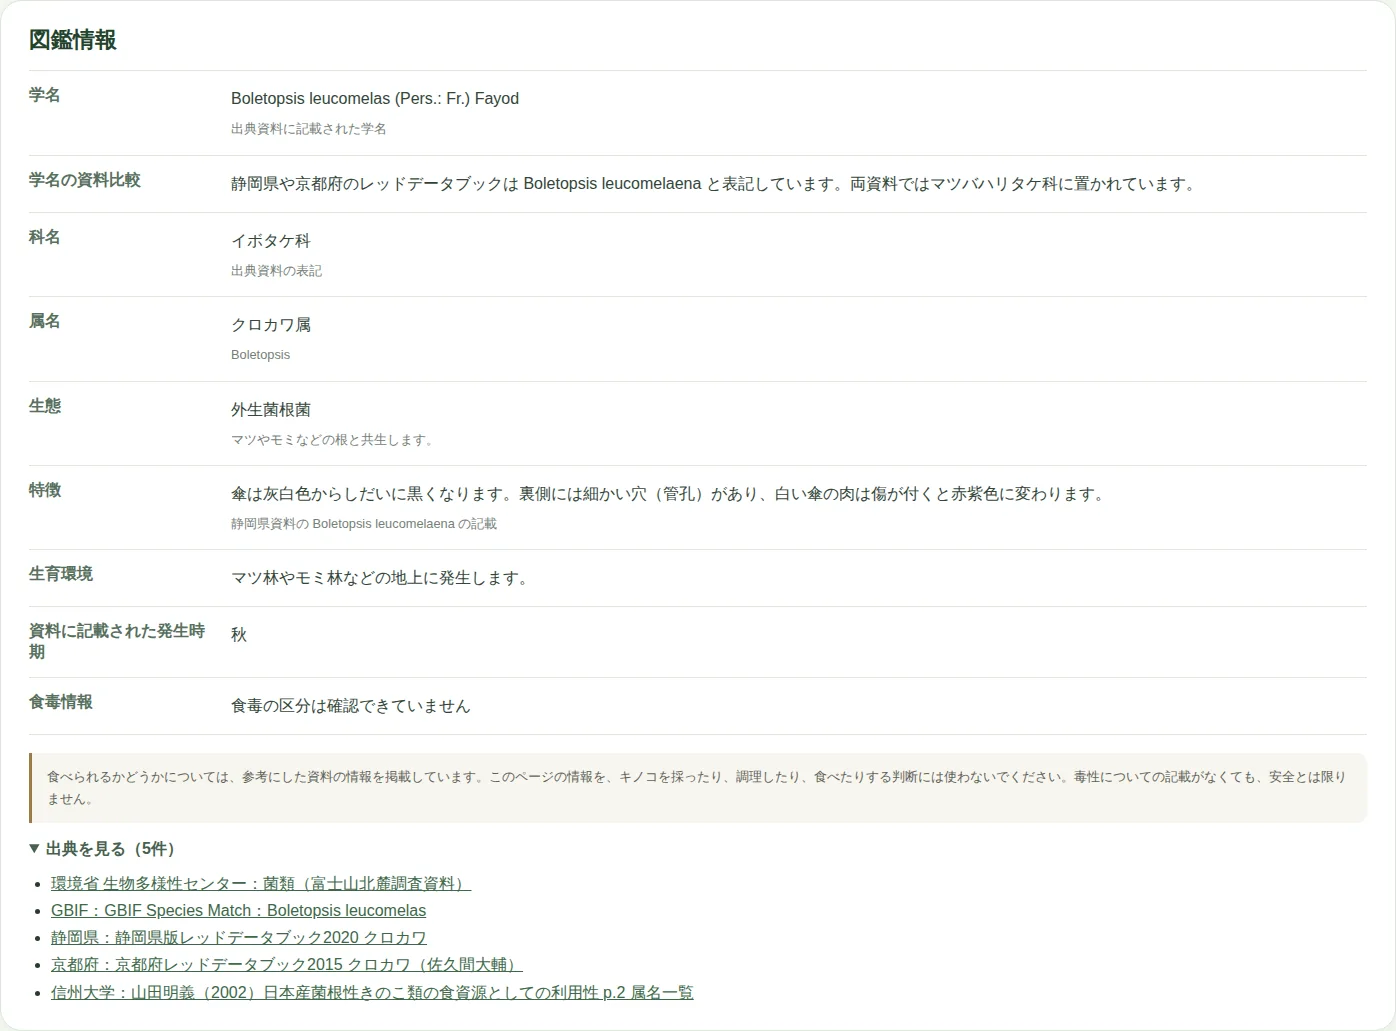 図鑑情報
学名
Boletopsis leucomelas (Pers.: Fr.) Fayod
出典資料に記載された学名
学名の資料比較
静岡県や京都府のレッドデータブックは Boletopsis leucomelaena と表記しています。両資料ではマツバハリタケ科に置かれています。
科名
イボタケ科
出典資料の表記
属名
クロカワ属
Boletopsis
生態
外生菌根菌
マツやモミなどの根と共生します。
特徴
傘は灰白色からしだいに黒くなります。裏側には細かい穴（管孔）があり、白い傘の肉は傷が付くと赤紫色に変わります。
静岡県資料の Boletopsis leucomelaena の記載
生育環境
マツ林やモミ林などの地上に発生します。
資料に記載された発生時
期
秋
食毒情報
食毒の区分は確認できていません
食べられるかどうかについては、参考にした資料の情報を掲載しています。このページの情報を、キノコを採ったり、調理したり、食べたりする判断には使わないでください。毒性についての記載がなくても、安全とは限り
ません。
▼ 出典を見る（5件）
• 環境省 生物多様性センター：菌類（富士山北麓調査資料）
• GBIF：GBIF Species Match：Boletopsis leucomelas
• 静岡県：静岡県版レッドデータブック2020 クロカワ
• 京都府：京都府レッドデータブック2015 クロカワ（佐久間大輔）
• 信州大学：山田明義（2002）日本産菌根性きのこ類の食資源としての利用性 p.2 属名一覧